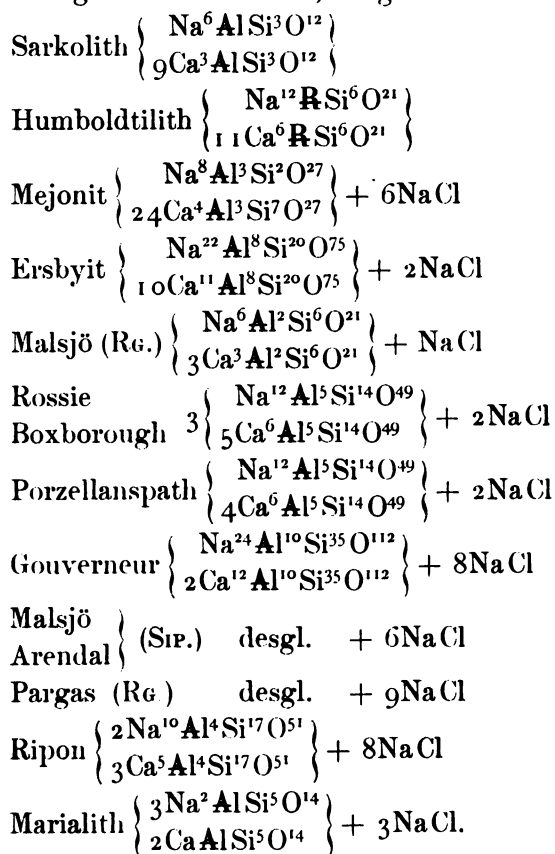 Sarkolith { Na⁶AlSi³O¹²
9Ca³AlSi³O¹² }
Humboldtilith { Na¹²RSi⁶O²¹
11Ca⁶RSi⁶O²¹ }
Mejonit { Na⁸Al³Si²O²⁷
24Ca⁴Al³Si⁷O²⁷ } + 6NaCl
Ersbyit { Na²²Al⁸Si²⁰O⁷⁵
10Ca¹¹Al⁸Si²⁰O⁷⁵ } + 2NaCl
Malsjö (RG.) { Na⁶Al²Si⁶O²¹
3Ca³Al²Si⁶O²¹ } + NaCl
Rossie
Boxborough 3 { Na¹²Al⁵Si¹⁴O⁴⁹
5Ca⁶Al⁵Si¹⁴O⁴⁹ } + 2NaCl
Porzellanspath { Na¹²Al⁵Si¹⁴O⁴⁹
4Ca⁶Al⁵Si¹⁴O⁴⁹ } + 2NaCl
Gouverneur { Na²⁴Al¹⁰Si³⁵O¹¹²
2Ca¹²Al¹⁰Si³⁵O¹¹² } + 8NaCl
Malsjö
Arendal } (SIP.) desgl. + 6NaCl
Pargas (RG) desgl. + 9NaCl
Ripon { 2Na¹⁰Al⁴Si¹⁷O⁵¹
3Ca⁵Al⁴Si¹⁷O⁵¹ } + 8NaCl
Marialith { 3Na²AlSi⁵O¹⁴
2CaAlSi⁵O¹⁴ } + 3NaCl.